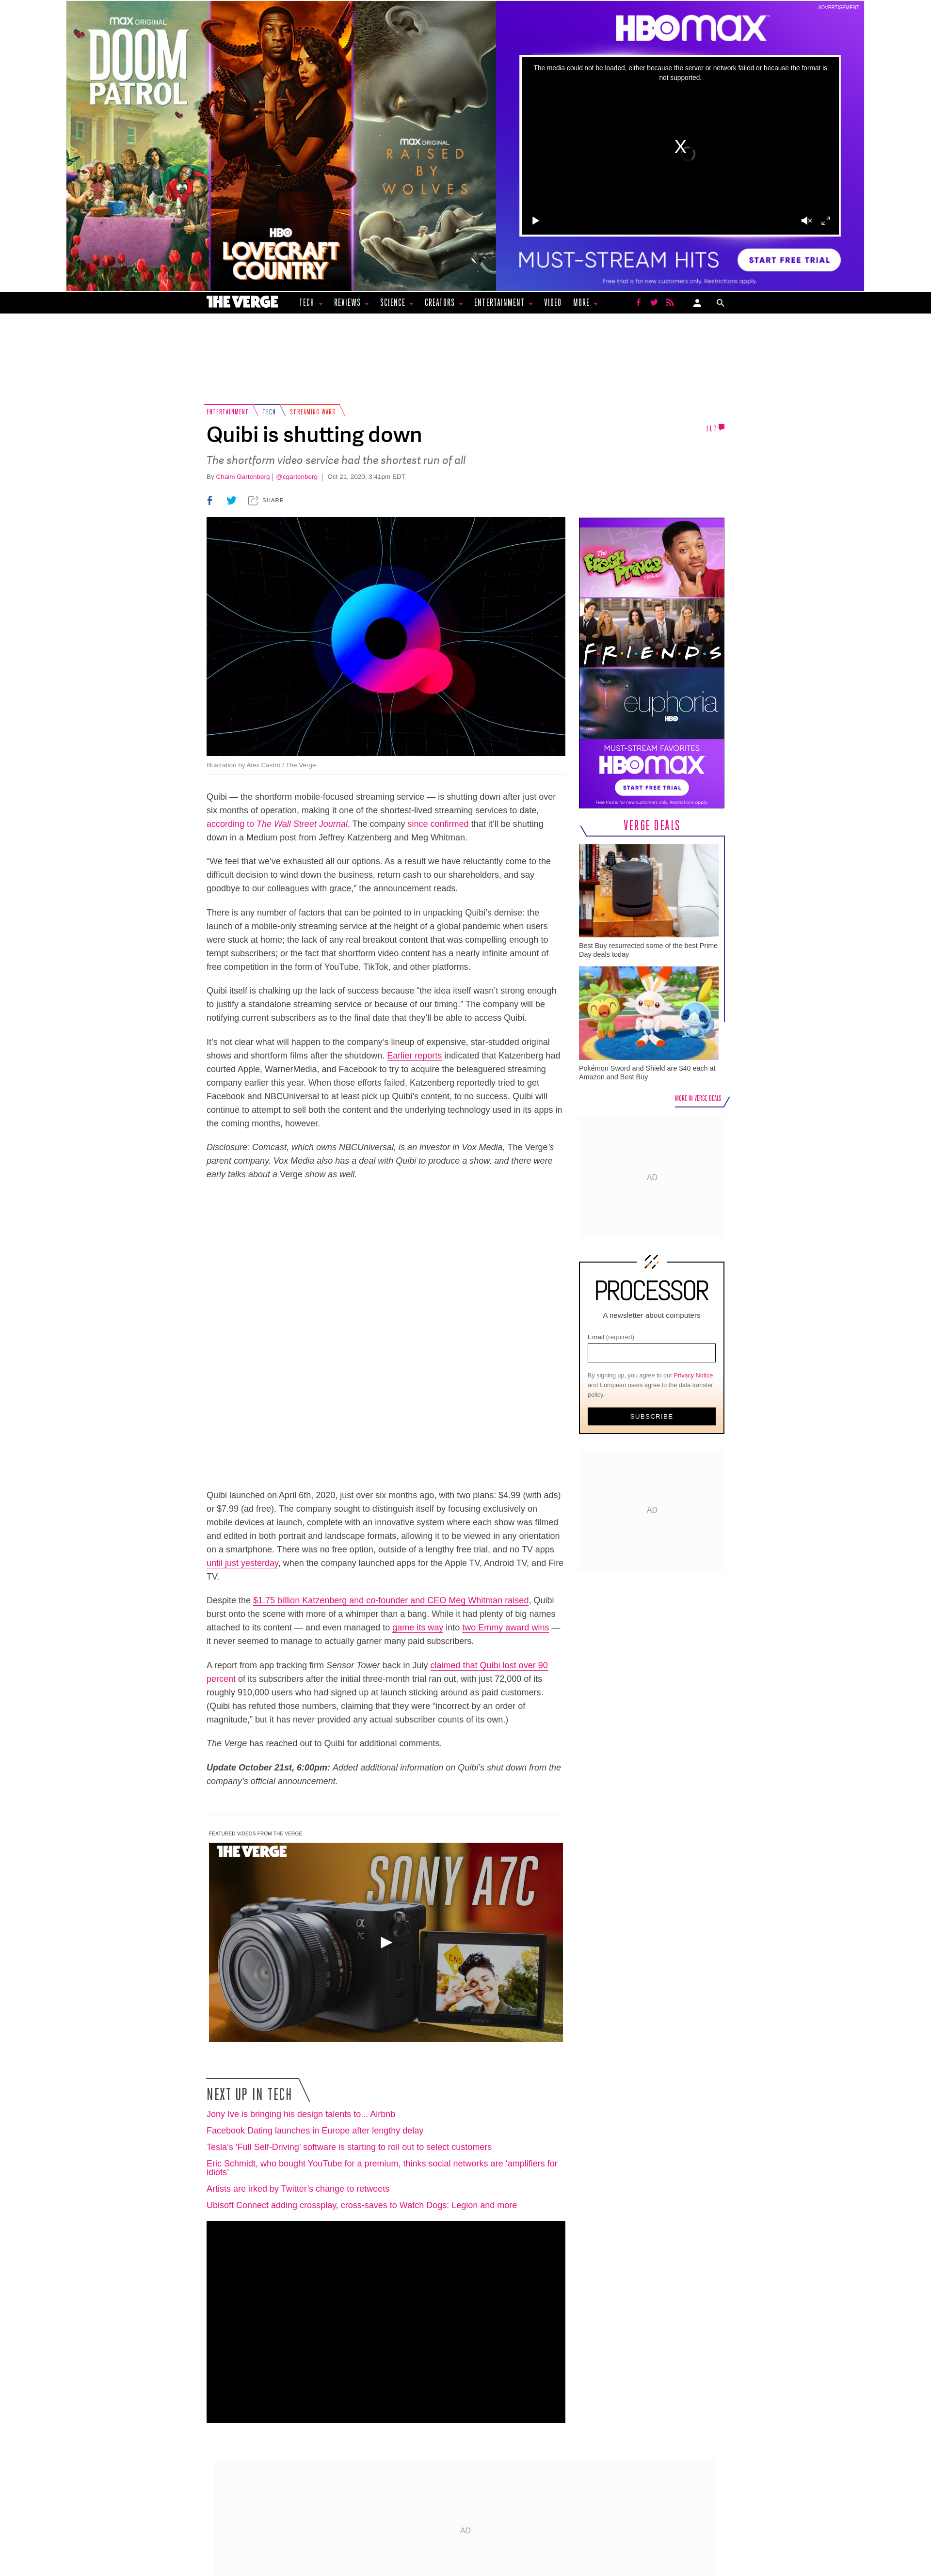 ADVERTISEMENT
max ORIGINAL
DOOM
PATROL
HBO
LOVECRAFT
COUNTRY
max ORIGINAL
RAISED
BY
WOLVES
HBOmax
The media could not be loaded, either because the server or network failed or because the format is
not supported.
MUST-STREAM HITS
START FREE TRIAL
Free trial is for new customers only. Restrictions apply.
THE VERGE
TECH
REVIEWS
SCIENCE
CREATORS
ENTERTAINMENT
VIDEO
MORE
ENTERTAINMENT
TECH
STREAMING WARS
Quibi is shutting down
117
The shortform video service had the shortest run of all
By Chaim Gartenberg | @cgartenberg | Oct 21, 2020, 3:41pm EDT
SHARE
Illustration by Alex Castro / The Verge
Quibi — the shortform mobile-focused streaming service — is shutting down after just over
six months of operation, making it one of the shortest-lived streaming services to date,
according to The Wall Street Journal. The company since confirmed that it’ll be shutting
down in a Medium post from Jeffrey Katzenberg and Meg Whitman.
“We feel that we’ve exhausted all our options. As a result we have reluctantly come to the
difficult decision to wind down the business, return cash to our shareholders, and say
goodbye to our colleagues with grace,” the announcement reads.
There is any number of factors that can be pointed to in unpacking Quibi’s demise: the
launch of a mobile-only streaming service at the height of a global pandemic when users
were stuck at home; the lack of any real breakout content that was compelling enough to
tempt subscribers; or the fact that shortform video content has a nearly infinite amount of
free competition in the form of YouTube, TikTok, and other platforms.
Quibi itself is chalking up the lack of success because “the idea itself wasn’t strong enough
to justify a standalone streaming service or because of our timing.” The company will be
notifying current subscribers as to the final date that they’ll be able to access Quibi.
It’s not clear what will happen to the company’s lineup of expensive, star-studded original
shows and shortform films after the shutdown. Earlier reports indicated that Katzenberg had
courted Apple, WarnerMedia, and Facebook to try to acquire the beleaguered streaming
company earlier this year. When those efforts failed, Katzenberg reportedly tried to get
Facebook and NBCUniversal to at least pick up Quibi’s content, to no success. Quibi will
continue to attempt to sell both the content and the underlying technology used in its apps in
the coming months, however.
Disclosure: Comcast, which owns NBCUniversal, is an investor in Vox Media, The Verge’s
parent company. Vox Media also has a deal with Quibi to produce a show, and there were
early talks about a Verge show as well.
Quibi launched on April 6th, 2020, just over six months ago, with two plans: $4.99 (with ads)
or $7.99 (ad free). The company sought to distinguish itself by focusing exclusively on
mobile devices at launch, complete with an innovative system where each show was filmed
and edited in both portrait and landscape formats, allowing it to be viewed in any orientation
on a smartphone. There was no free option, outside of a lengthy free trial, and no TV apps
until just yesterday, when the company launched apps for the Apple TV, Android TV, and Fire
TV.
Despite the $1.75 billion Katzenberg and co-founder and CEO Meg Whitman raised, Quibi
burst onto the scene with more of a whimper than a bang. While it had plenty of big names
attached to its content — and even managed to game its way into two Emmy award wins —
it never seemed to manage to actually garner many paid subscribers.
A report from app tracking firm Sensor Tower back in July claimed that Quibi lost over 90
percent of its subscribers after the initial three-month trial ran out, with just 72,000 of its
roughly 910,000 users who had signed up at launch sticking around as paid customers.
(Quibi has refuted those numbers, claiming that they were “incorrect by an order of
magnitude,” but it has never provided any actual subscriber counts of its own.)
The Verge has reached out to Quibi for additional comments.
Update October 21st, 6:00pm: Added additional information on Quibi’s shut down from the
company’s official announcement.
FEATURED VIDEOS FROM THE VERGE
THE VERGE
SONY A7C
α
END
SONY
NEXT UP IN TECH
Jony Ive is bringing his design talents to... Airbnb
Facebook Dating launches in Europe after lengthy delay
Tesla’s ‘Full Self-Driving’ software is starting to roll out to select customers
Eric Schmidt, who bought YouTube for a premium, thinks social networks are ‘amplifiers for
idiots’
Artists are irked by Twitter’s change to retweets
Ubisoft Connect adding crossplay, cross-saves to Watch Dogs: Legion and more
The
FRESH PRINCE
FRIENDS
euphoria
HBO
MUST-STREAM FAVORITES
HBOmax
START FREE TRIAL
Free trial is for new customers only. Restrictions apply.
VERGE DEALS
Best Buy resurrected some of the best Prime
Day deals today
Pokémon Sword and Shield are $40 each at
Amazon and Best Buy
MORE IN VERGE DEALS
AD
PROCESSOR
A newsletter about computers
Email (required)
By signing up, you agree to our Privacy Notice
and European users agree to the data transfer
policy.
SUBSCRIBE
AD
AD